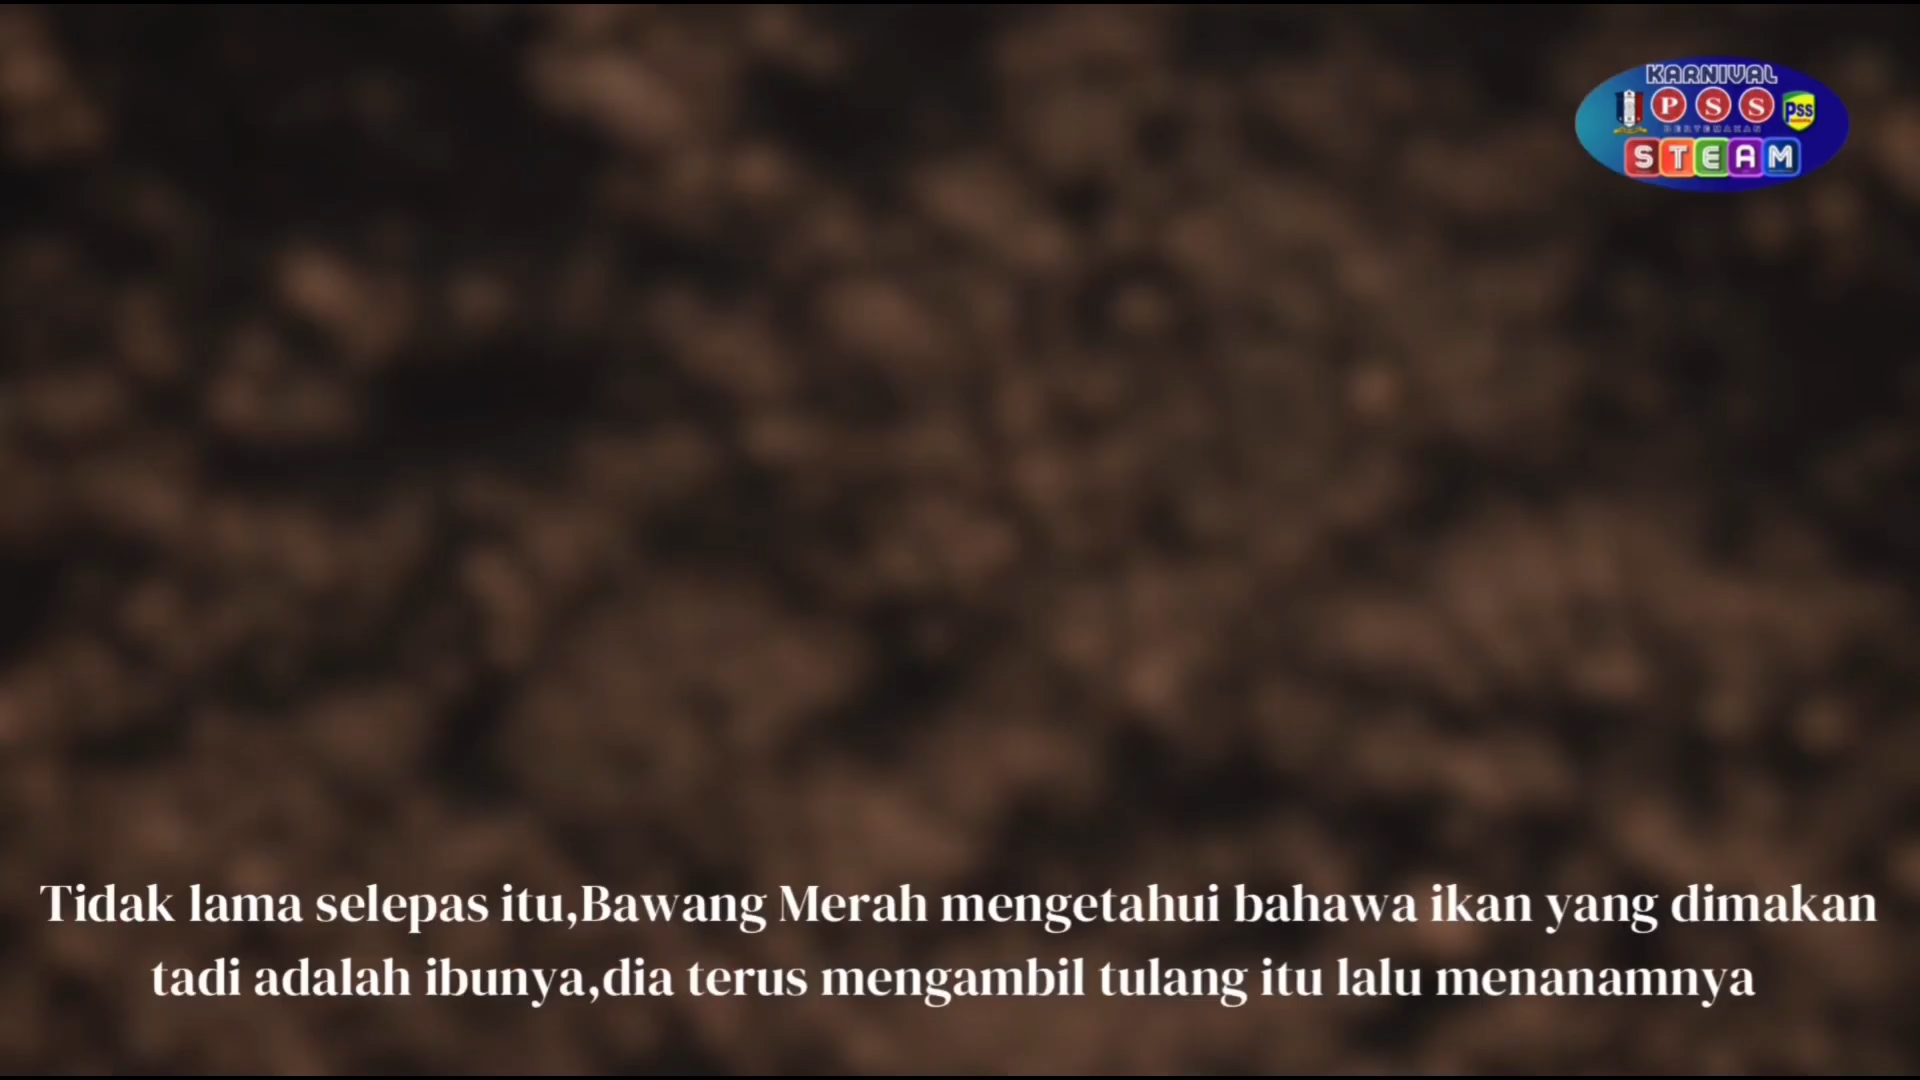 KARNIVAL
PSS
PSS
BERTEMAKAN
STEAM
Tidak lama selepas itu,Bawang Merah mengetahui bahawa ikan yang dimakan
tadi adalah ibunya,dia terus mengambil tulang itu lalu menanamnya